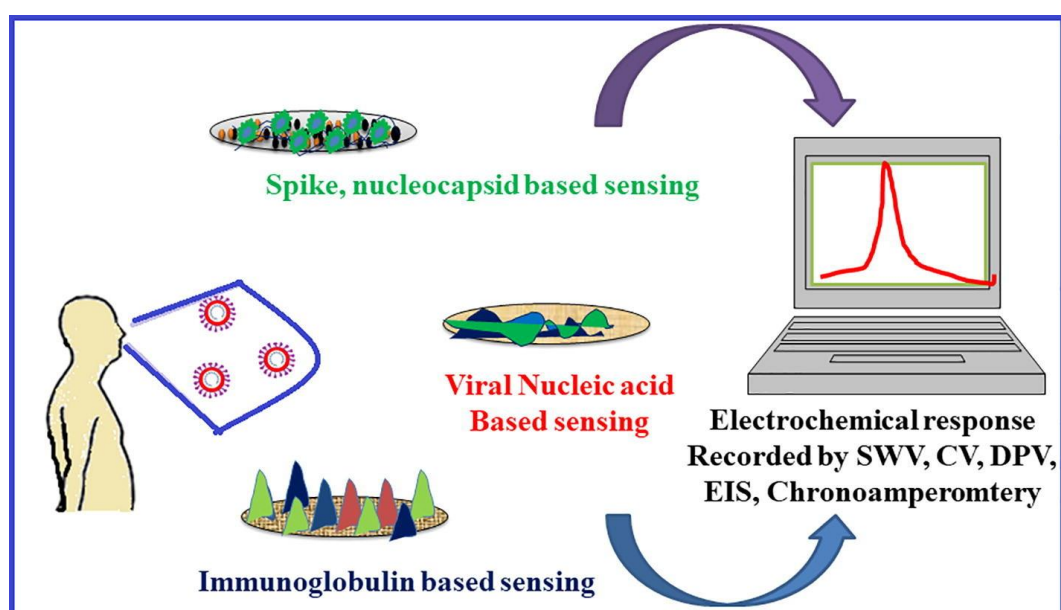 Spike, nucleocapsid based sensing
Viral Nucleic acid
Based sensing
Electrochemical response
Recorded by SWV, CV, DPV,
EIS, Chronoamperomtery
Immunoglobulin based sensing